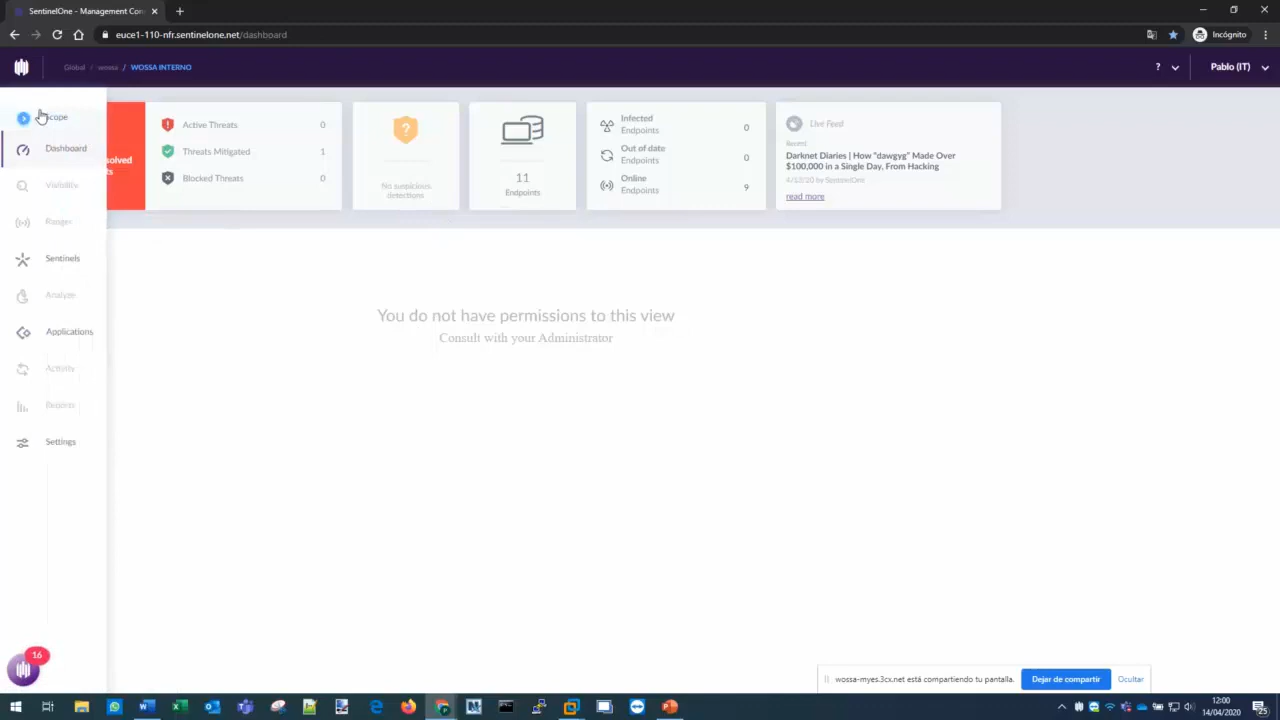 SentinelOne - Management Con
euce1-110-nfr.sentinelone.net/dashboard
Incógnito
Global / wossa / WOSSA INTERNO
?
Pablo (IT)
cope
Dashboard
Visibility
Ranger
Sentinels
Analyze
Applications
Activity
Reports
Settings
16
solved
ts
Active Threats 0
Threats Mitigated 1
Blocked Threats 0
?
No suspicious
detections
11
Endpoints
Infected
Endpoints
0
Out of date
Endpoints
0
Online
Endpoints
9
Live Feed
Recent
Darknet Diaries | How "dawgyg" Made Over
$100,000 in a Single Day, From Hacking
4/13/20 by SentinelOne
read more
You do not have permissions to this view
Consult with your Administrator
wossa-myes.3cx.net está compartiendo tu pantalla.
Dejar de compartir
Ocultar
12:00
14/04/2020
25